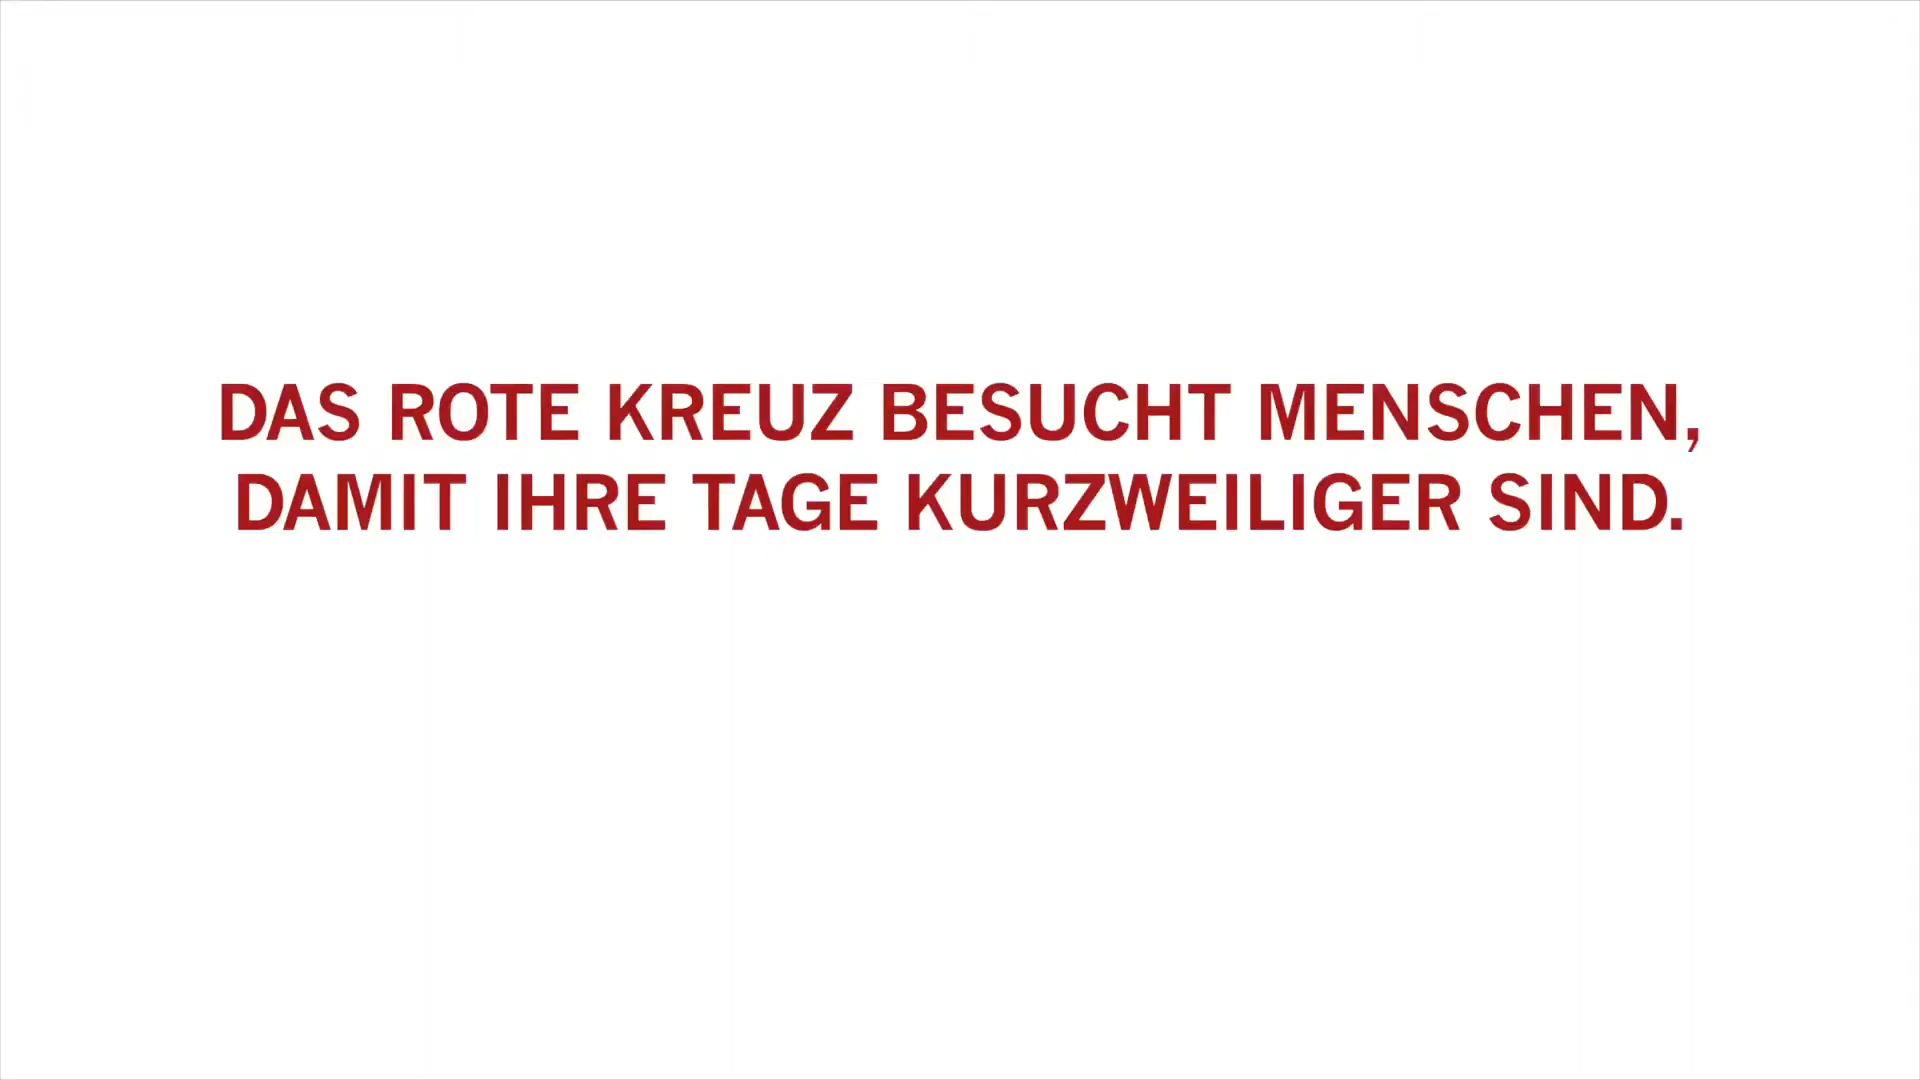 DAS ROTE KREUZ BESUCHT MENSCHEN,
DAMIT IHRE TAGE KURZWEILIGER SIND.